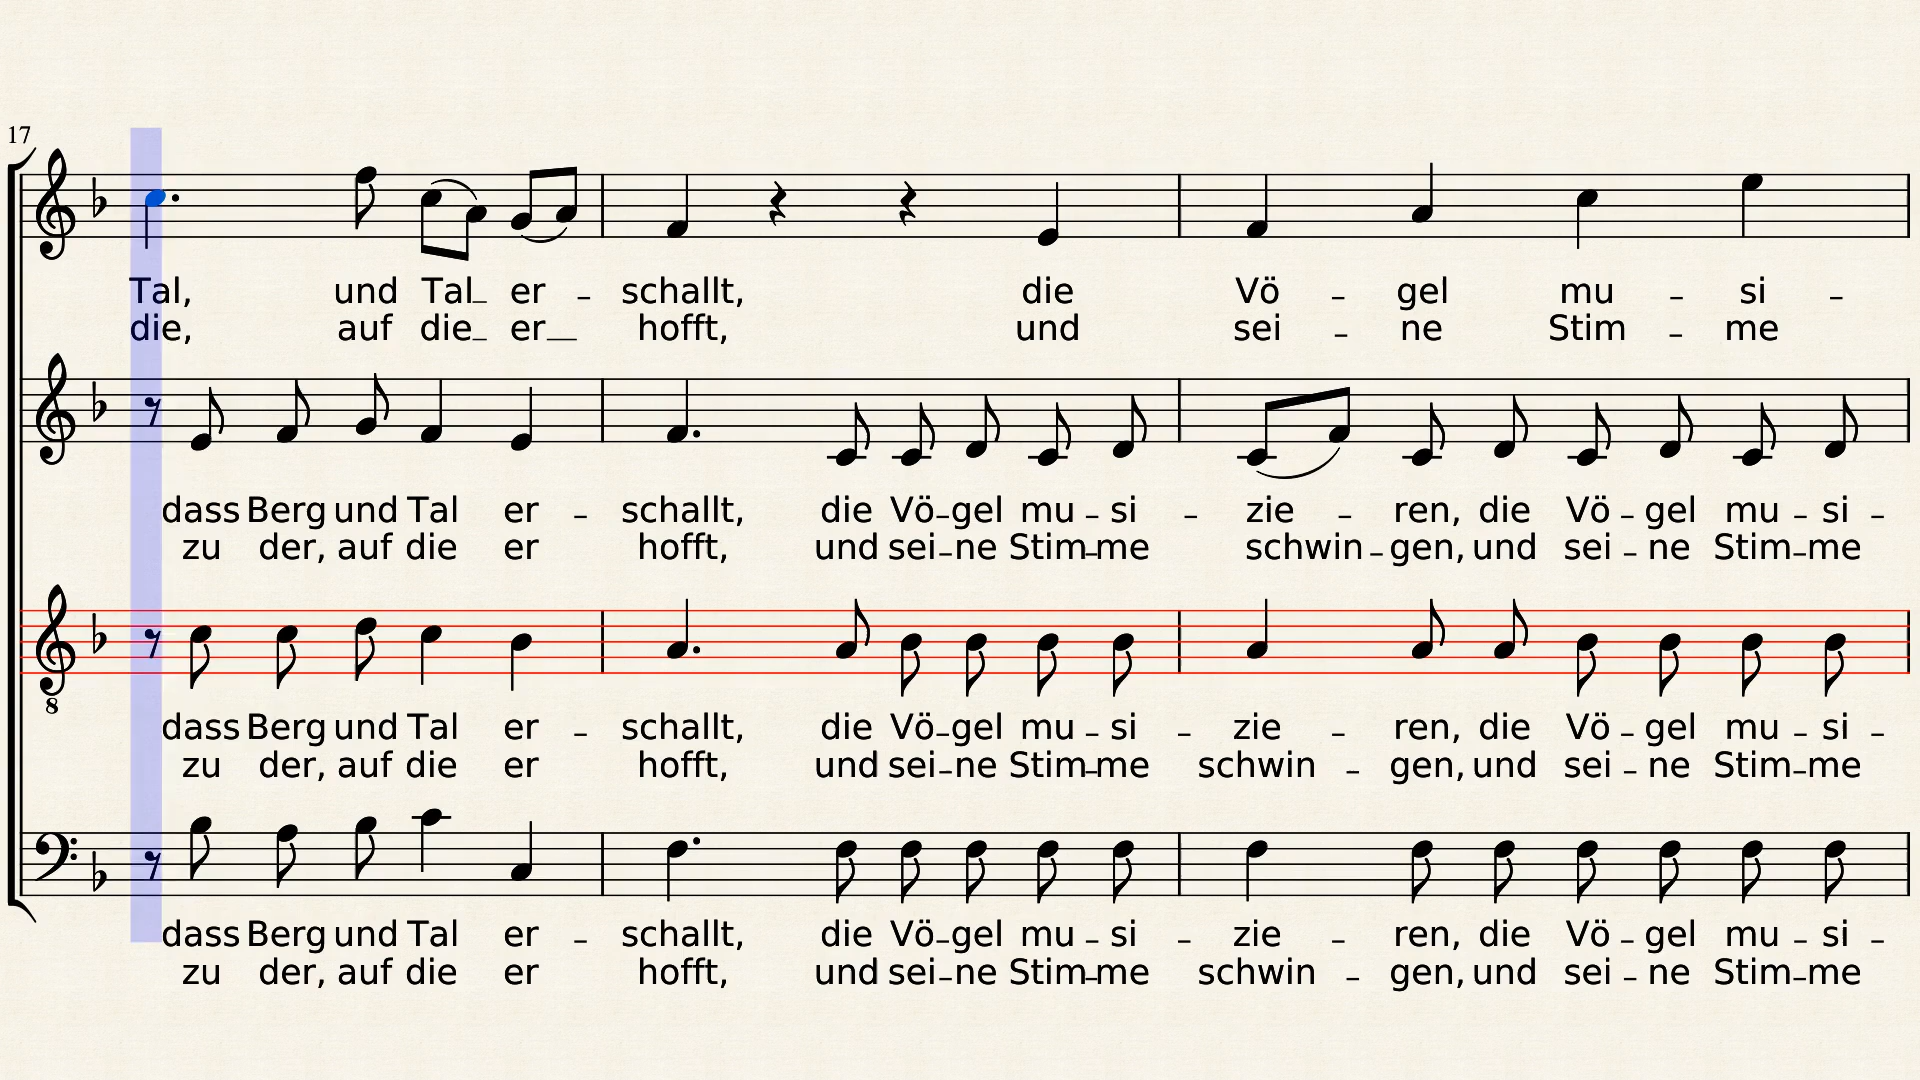 17
Tal, und Tal_ er - schallt, die Vö - gel mu - si -
die, auf die_ er__ hofft, und sei - ne Stim - me
dass Berg und Tal er - schallt, die Vö-gel mu - si - zie - ren, die Vö - gel mu - si -
zu der, auf die er hofft, und sei-ne Stim-me schwin-gen, und sei - ne Stim-me
8
dass Berg und Tal er - schallt, die Vö-gel mu - si - zie - ren, die Vö - gel mu - si -
zu der, auf die er hofft, und sei-ne Stim-me schwin - gen, und sei - ne Stim-me
dass Berg und Tal er - schallt, die Vö-gel mu - si - zie - ren, die Vö - gel mu - si -
zu der, auf die er hofft, und sei-ne Stim-me schwin - gen, und sei - ne Stim-me